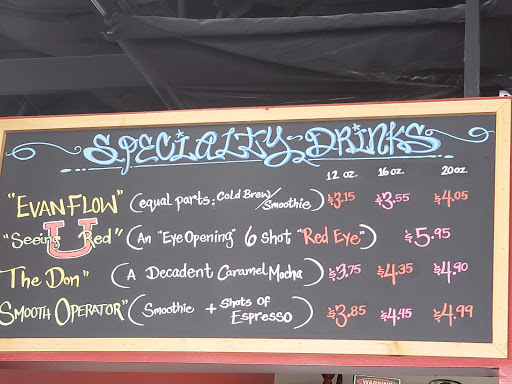 SPECIALTY DRINKS
12 oz. 16 oz. 20 oz.
"EVAN FLOW" (equal parts: Cold Brew/Smoothie) $3.15 $3.55 $4.05
U
"Seeing Red" (An "Eye Opening" 6 shot "Red Eye") $5.95
The Don" (A Decadent Caramel Mocha) $3.75 $4.35 $4.90
SMOOTH OPERATOR" (Smoothie + Shots of Espresso) $3.85 $4.45 $4.99
WARNING